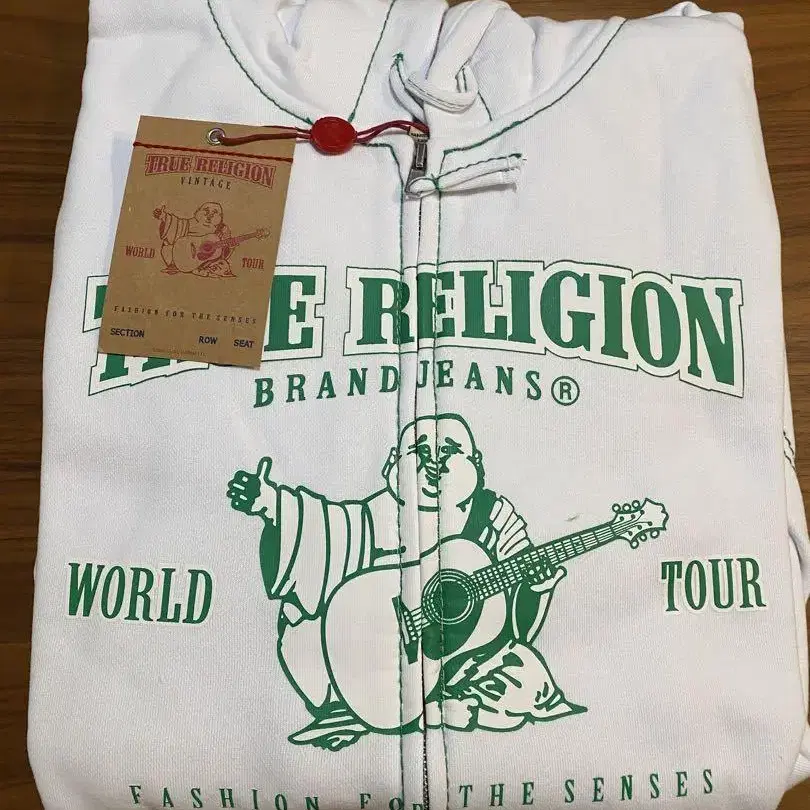 TRUE RELIGION
VINTAGE
WORLD TOUR
FASHION FOR THE SENSES
SECTION ROW SEAT
TRUE RELIGION
BRAND JEANS®
WORLD TOUR
FASHION FOR THE SENSES